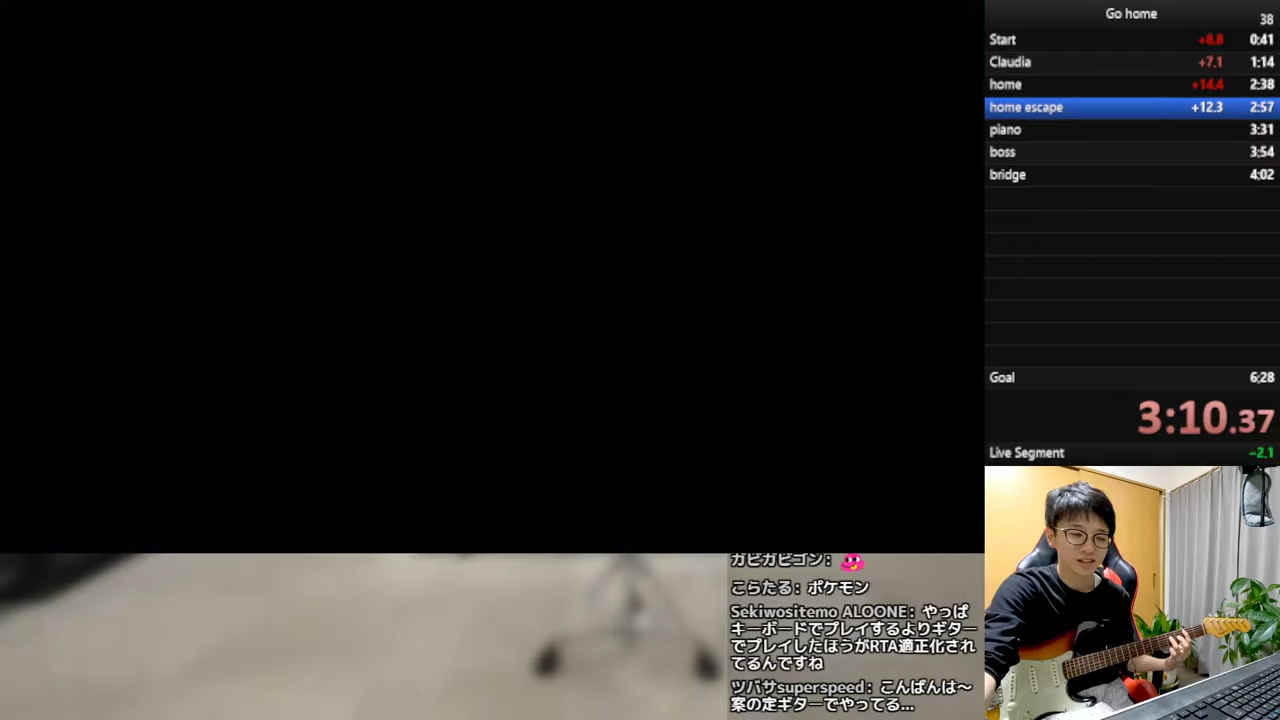 Go home
38
Start +8.8 0:41
Claudia +7.1 1:14
home +14.4 2:38
home escape +12.3 2:57
piano 3:31
boss 3:54
bridge 4:02
Goal 6:28
3:10.37
Live Segment -2.1
ガビガビゴン:
こらたる: ポケモン
Sekiwositemo ALOONE: やっぱ
キーボードでプレイするよりギター
でプレイしたほうがRTA適正化され
てるんですね
ツバサsuperspeed: こんばんは～
案の定ギターでやってる...